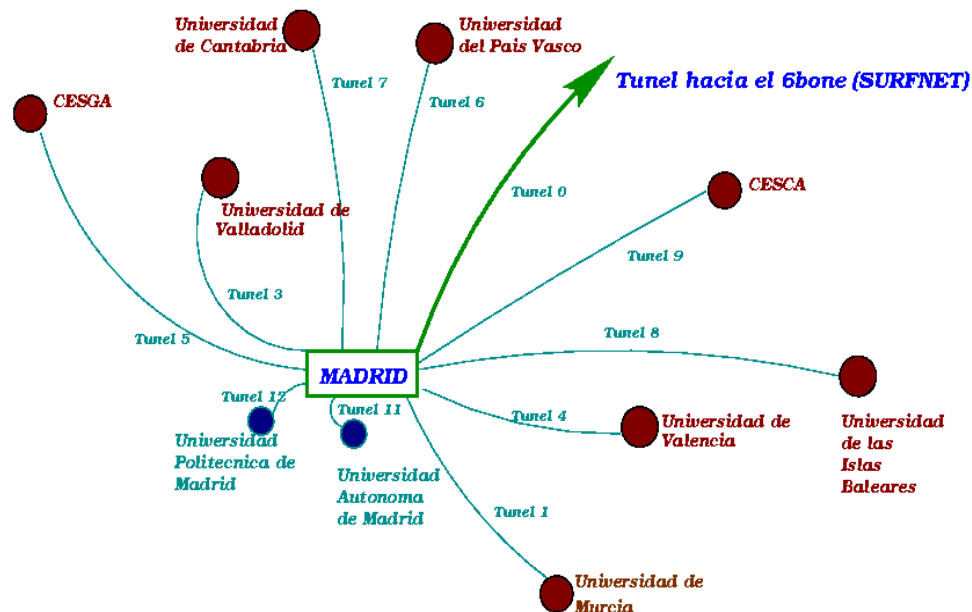 Universidad
de Cantabria
Universidad
del Pais Vasco
Tunel hacia el 6bone (SURFNET)
Tunel 7
Tunel 6
CESGA
Tunel 0
CESCA
Universidad de
Valladolid
Tunel 9
Tunel 3
Tunel 5
Tunel 8
MADRID
Tunel 12
Tunel 11
Tunel 4
Universidad de
Valencia
Universidad
de las
Islas
Baleares
Universidad
Politecnica de
Madrid
Universidad
Autonoma
de Madrid
Tunel 1
Universidad de
Murcia